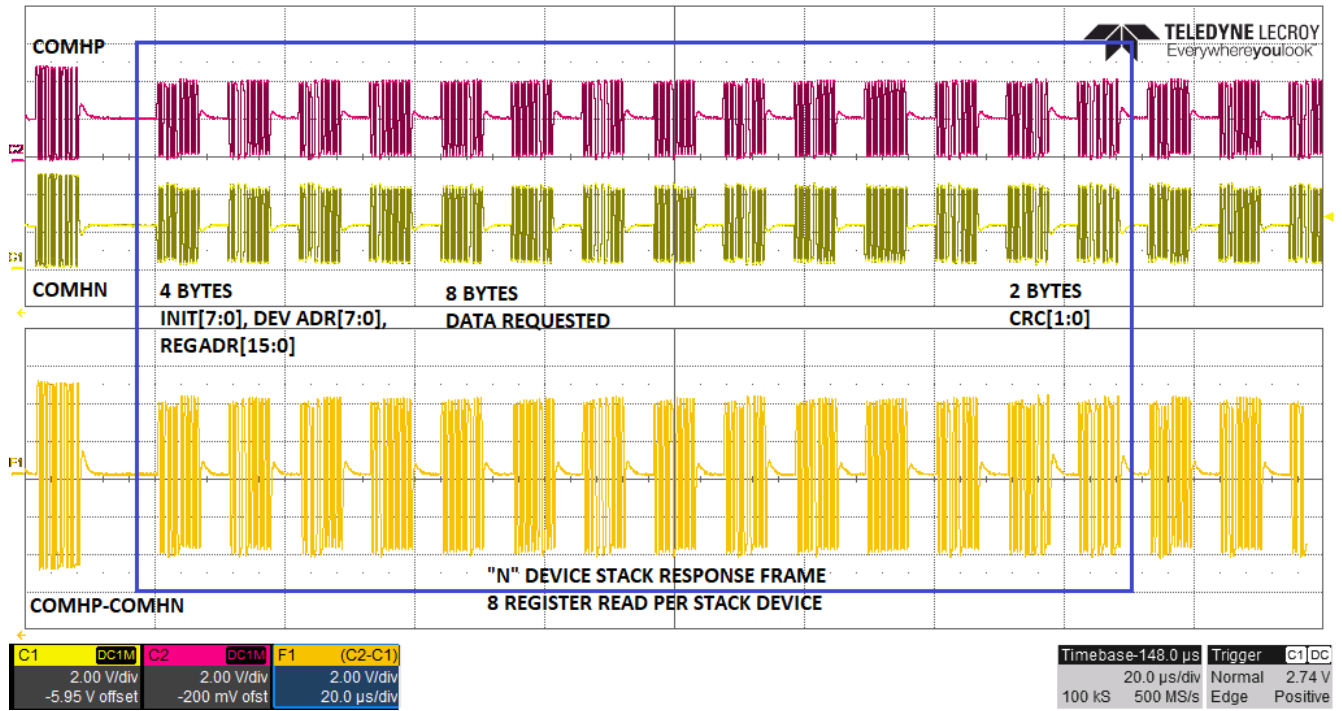 COMHP
TELEDYNE LECROY
Everywhereyoulook
C2
C1
COMHN
4 BYTES
INIT[7:0], DEV ADR[7:0],
REGADR[15:0]
8 BYTES
DATA REQUESTED
2 BYTES
CRC[1:0]
F1
"N" DEVICE STACK RESPONSE FRAME
8 REGISTER READ PER STACK DEVICE
COMHP-COMHN
C1 DC1M
2.00 V/div
-5.95 V offset
C2 DC1M
2.00 V/div
-200 mV ofst
F1 (C2-C1)
2.00 V/div
20.0 µs/div
Timebase -148.0 µs
20.0 µs/div
100 kS 500 MS/s
Trigger C1 DC
Normal 2.74 V
Edge Positive